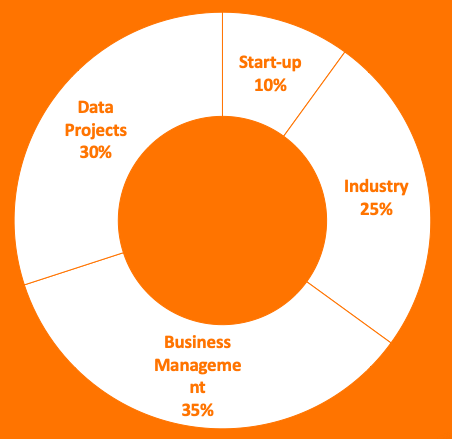 Start-up
10%
Industry
25%
Business
Manageme
nt
35%
Data
Projects
30%